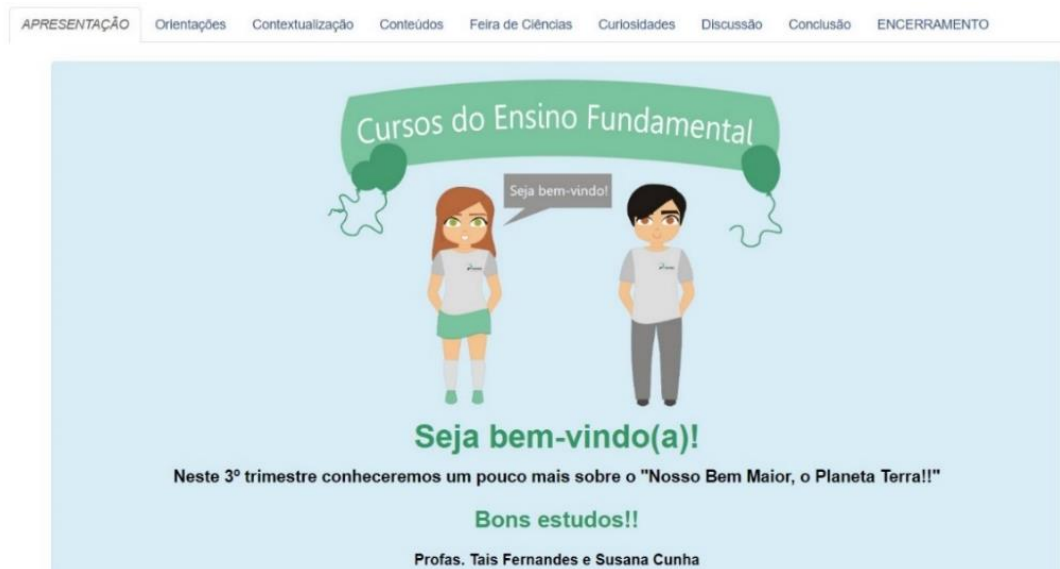 APRESENTAÇÃO Orientações Contextualização Conteúdos Feira de Ciências Curiosidades Discussão Conclusão ENCERRAMENTO
Cursos do Ensino Fundamental
Seja bem-vindo!
Seja bem-vindo(a)!
Neste 3º trimestre conheceremos um pouco mais sobre o "Nosso Bem Maior, o Planeta Terra!!"
Bons estudos!!
Profas. Tais Fernandes e Susana Cunha